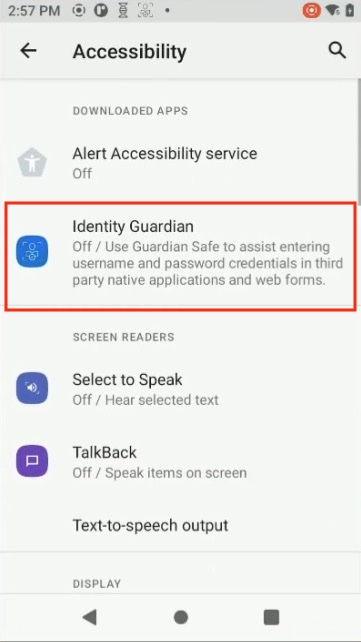 2:57 PM
Accessibility
DOWNLOADED APPS
Alert Accessibility service
Off
Identity Guardian
Off / Use Guardian Safe to assist entering
username and password credentials in third
party native applications and web forms.
SCREEN READERS
Select to Speak
Off / Hear selected text
TalkBack
Off / Speak items on screen
Text-to-speech output
DISPLAY